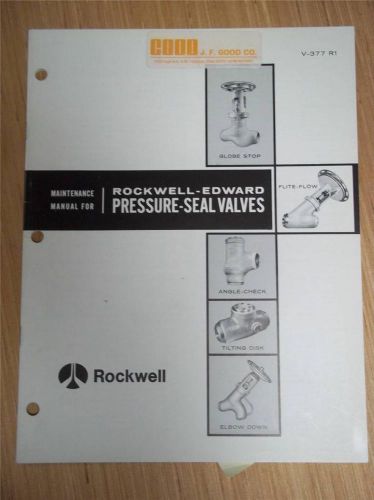 GOOD J. F. GOOD CO.
V-377 R1
GLOBE STOP
MAINTENANCE
MANUAL FOR
ROCKWELL-EDWARD
PRESSURE-SEAL VALVES
FLITE-FLOW
ANGLE-CHECK
TILTING DISK
Rockwell
ELBOW DOWN